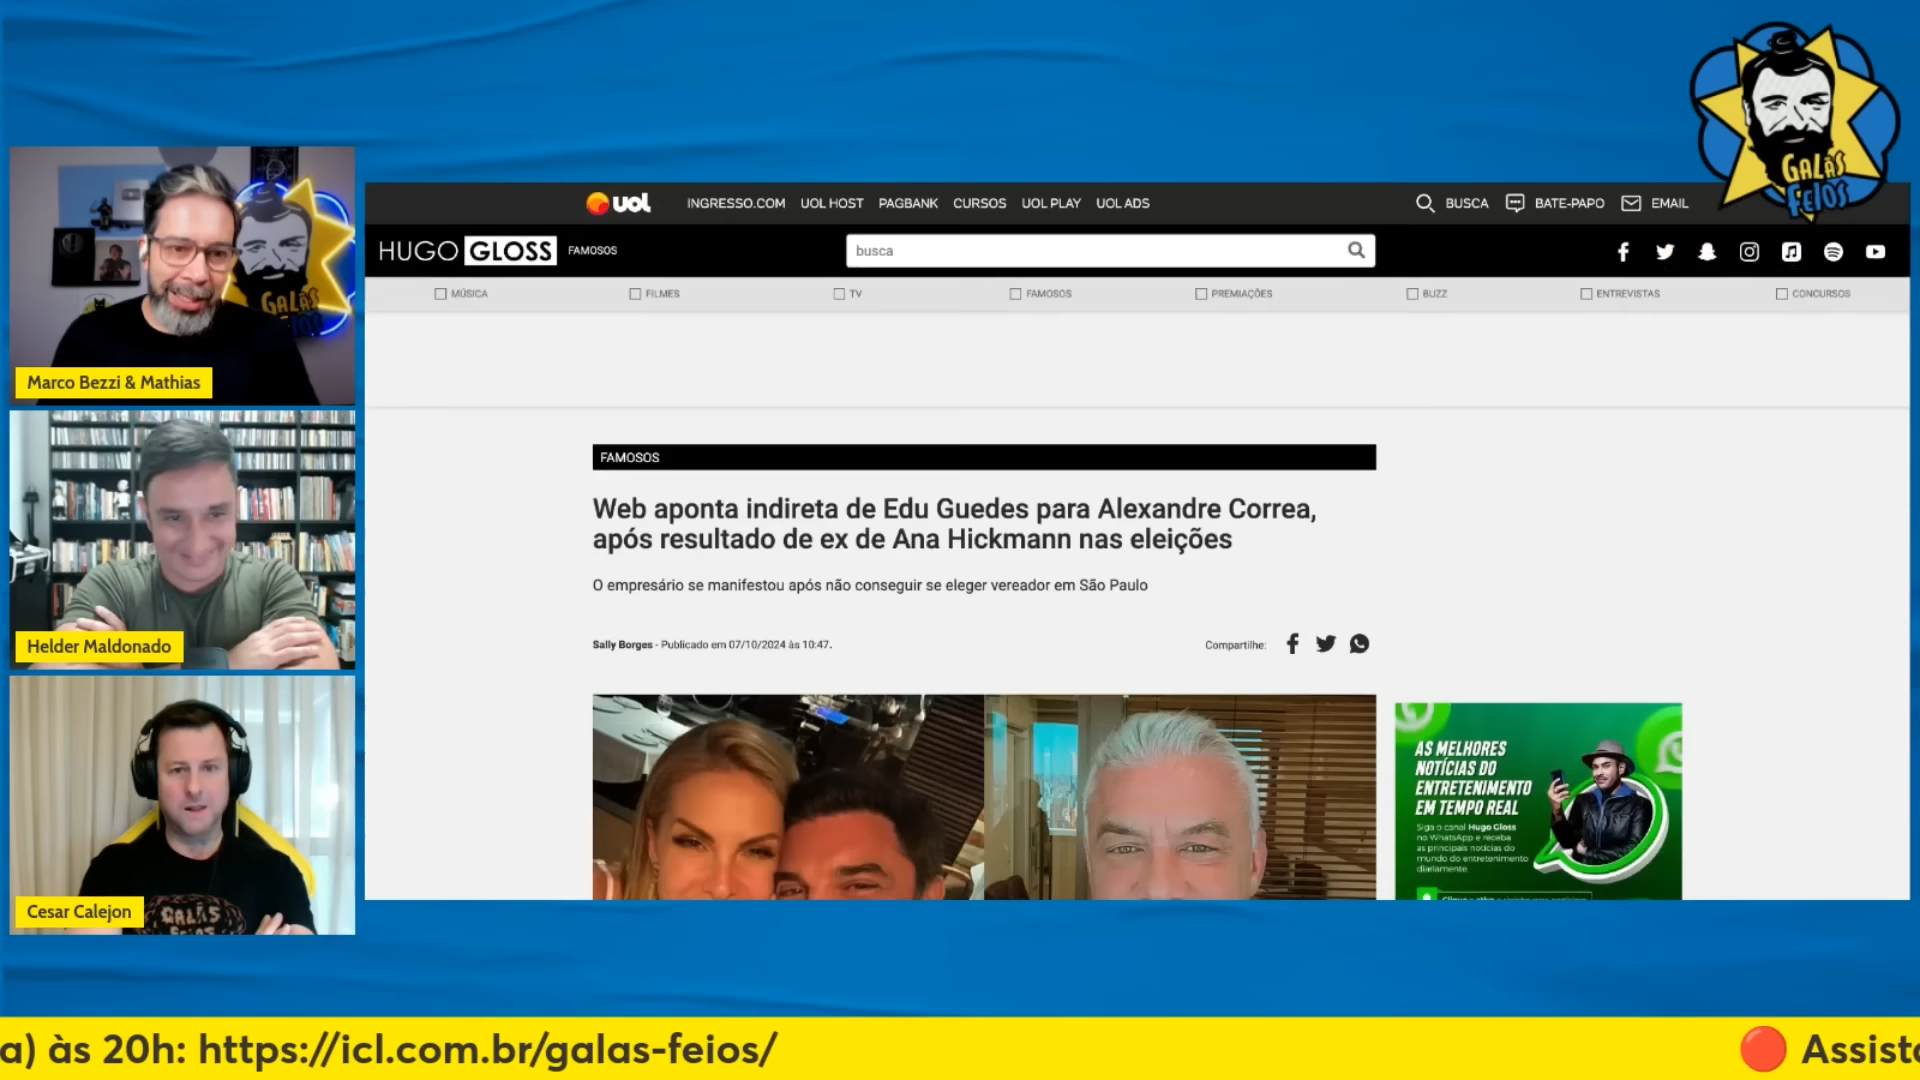 GALÃS
FEIOS
Marco Bezzi & Mathias
Helder Maldonado
GALÃS
FEIOS
Cesar Calejon
uol
INGRESSO.COM UOL HOST PAGBANK CURSOS UOL PLAY UOL ADS
BUSCA BATE-PAPO EMAIL
HUGO GLOSS FAMOSOS
busca
MÚSICA FILMES TV FAMOSOS PREMIAÇÕES BUZZ ENTREVISTAS CONCURSOS
FAMOSOS
Web aponta indireta de Edu Guedes para Alexandre Correa,
após resultado de ex de Ana Hickmann nas eleições
O empresário se manifestou após não conseguir se eleger vereador em São Paulo
Sally Borges - Publicado em 07/10/2024 às 10:47.
Compartilhe:
AS MELHORES
NOTÍCIAS DO
ENTRETENIMENTO
EM TEMPO REAL
Siga o canal Hugo Gloss
no WhatsApp e receba
as principais notícias do
mundo do entretenimento
diariamente.
GALÃS
FEIOS
a) às 20h: https://icl.com.br/galas-feios/
Assist